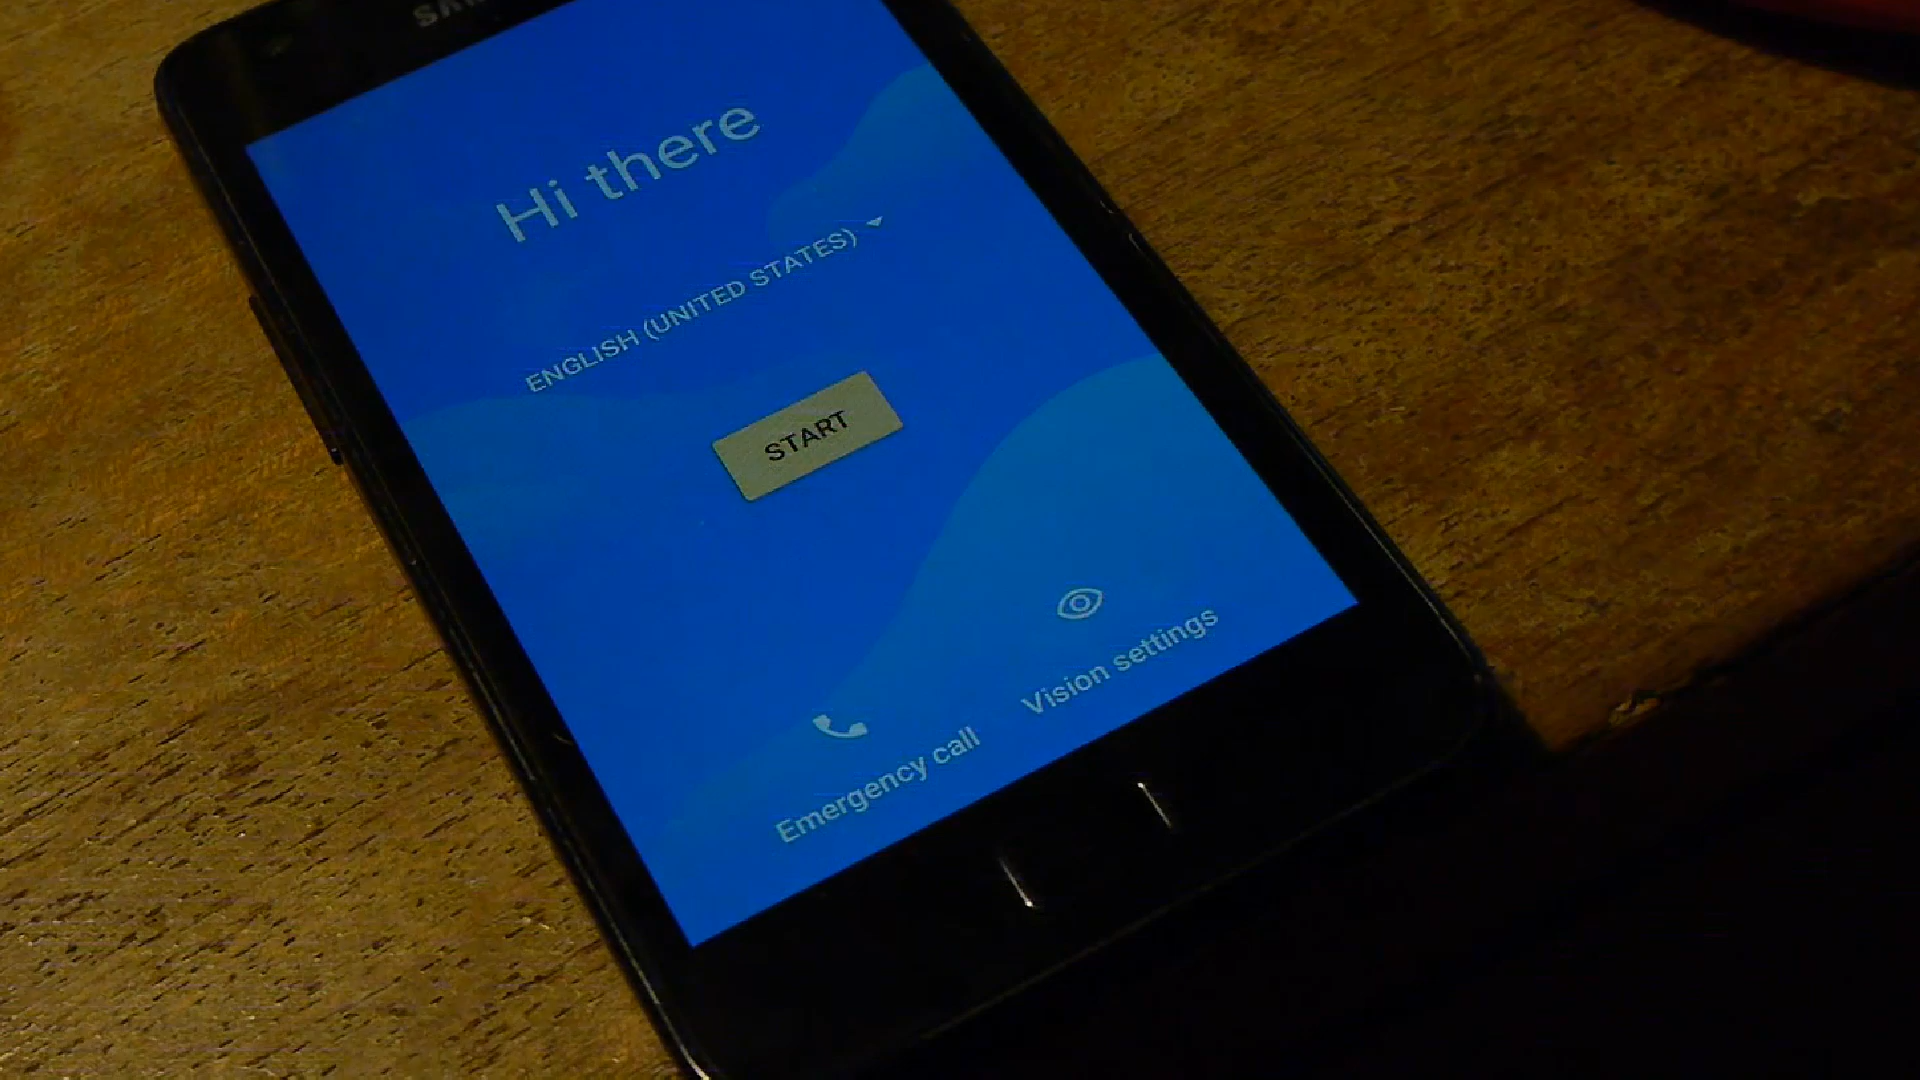 Hi there
ENGLISH (UNITED STATES)
START
Emergency call
Vision settings